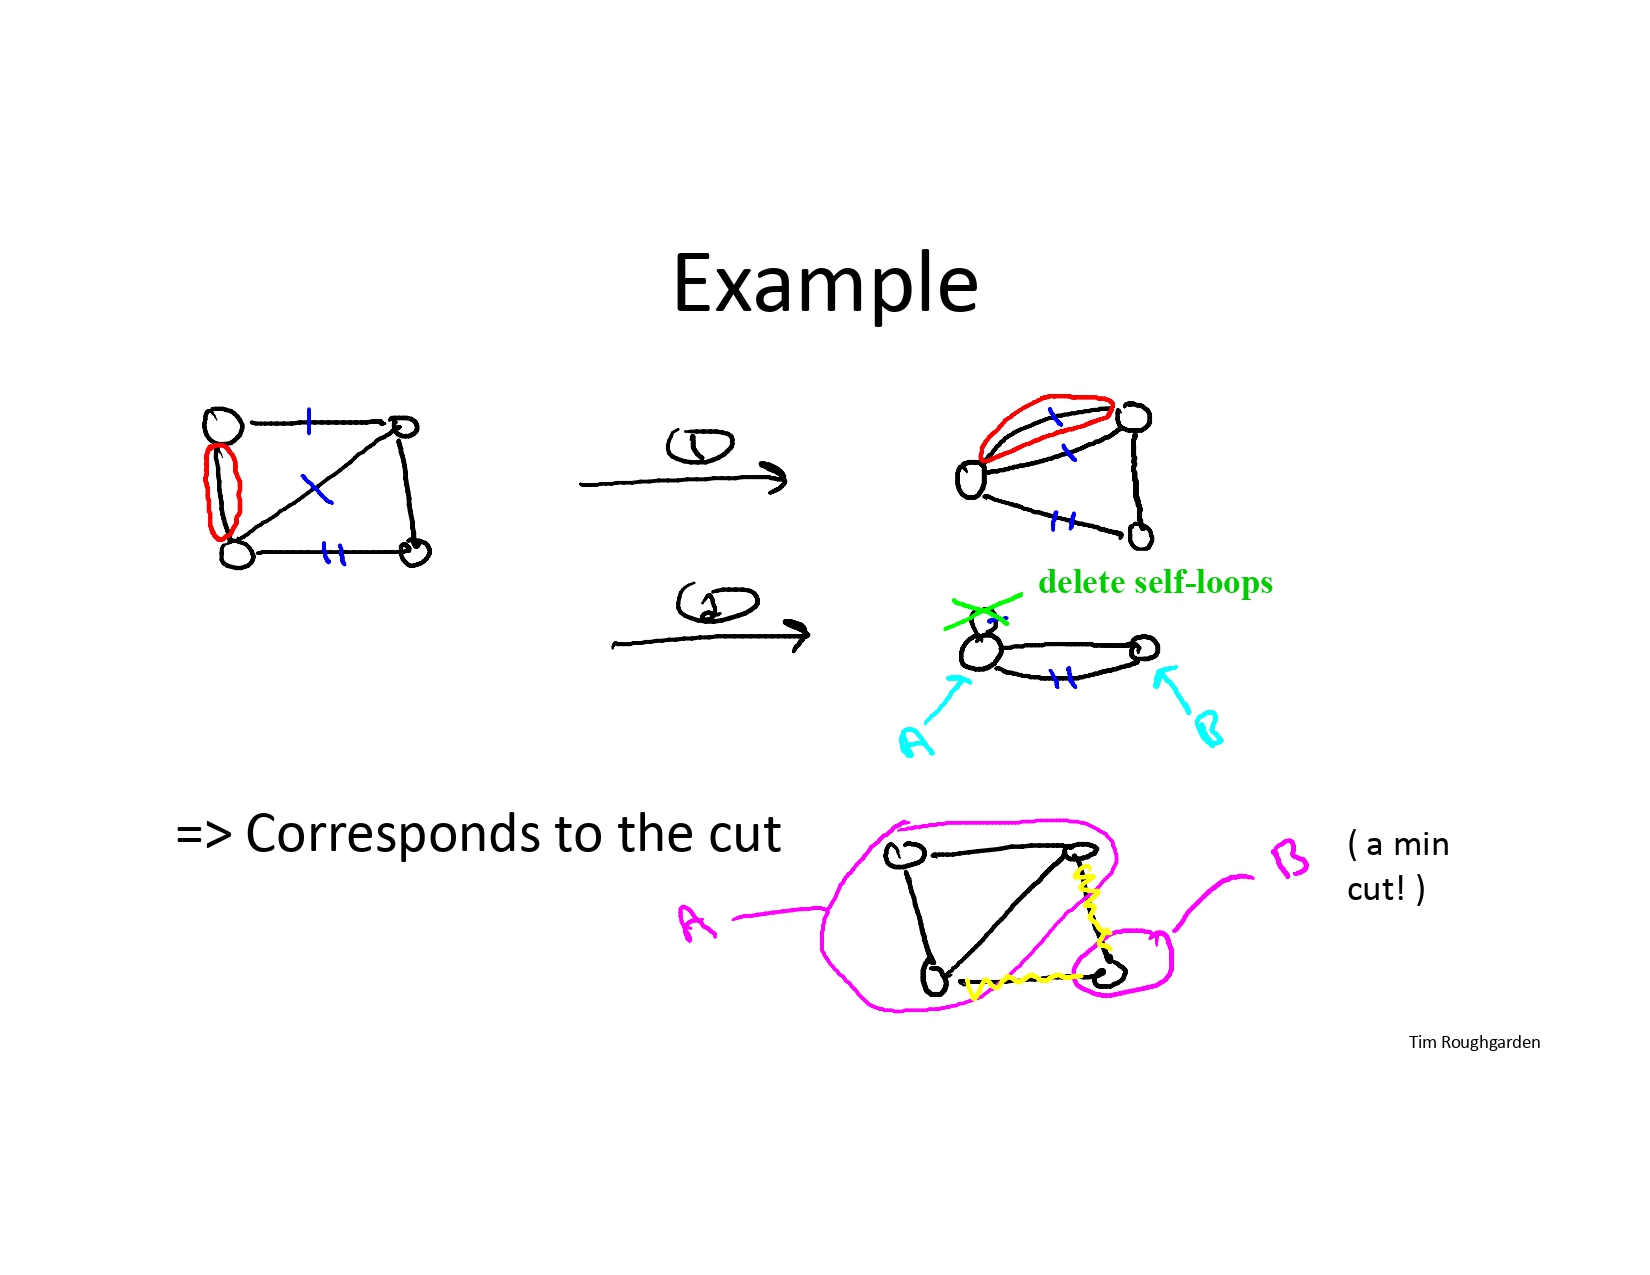 Example
1
delete self-loops
2
A
B
=> Corresponds to the cut
A
B
( a min
cut! )
Tim Roughgarden